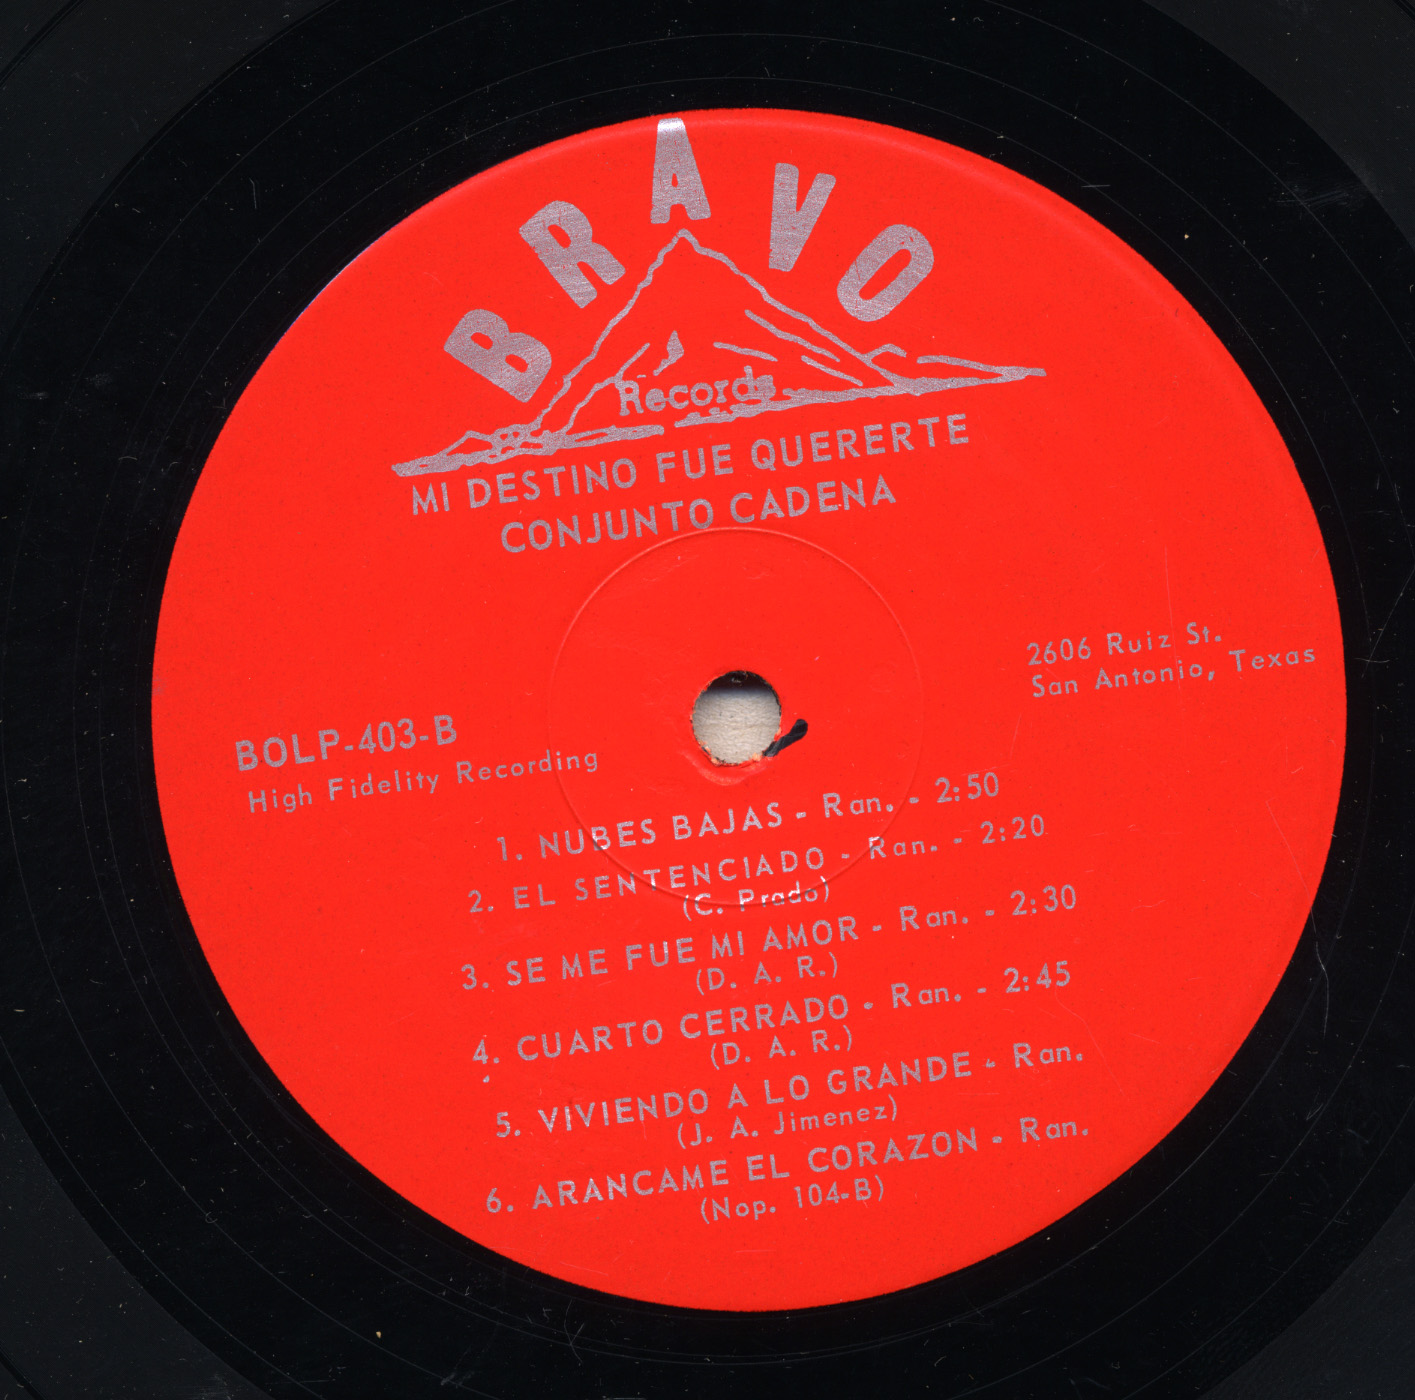 BRAVO
Records
MI DESTINO FUE QUERERTE
CONJUNTO CADENA
2606 Ruiz St.
San Antonio, Texas
BOLP-403-B
High Fidelity Recording
1. NUBES BAJAS - Ran. - 2:50
2. EL SENTENCIADO - Ran. - 2:20
(C. Prado)
3. SE ME FUE MI AMOR - Ran. - 2:30
(D. A. R.)
4. CUARTO CERRADO - Ran. - 2:45
(D. A. R.)
5. VIVIENDO A LO GRANDE - Ran.
(J. A. Jimenez)
6. ARANCAME EL CORAZON - Ran.
(Nop. 104-B)